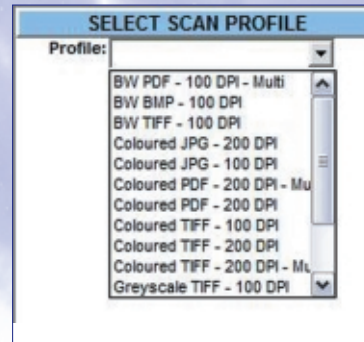 SELECT SCAN PROFILE
Profile:
BW PDF - 100 DPI - Multi
BW BMP - 100 DPI
BW TIFF - 100 DPI
Coloured JPG - 200 DPI
Coloured JPG - 100 DPI
Coloured PDF - 200 DPI - Mu
Coloured PDF - 200 DPI
Coloured TIFF - 100 DPI
Coloured TIFF - 200 DPI
Coloured TIFF - 200 DPI - Mu
Greyscale TIFF - 100 DPI